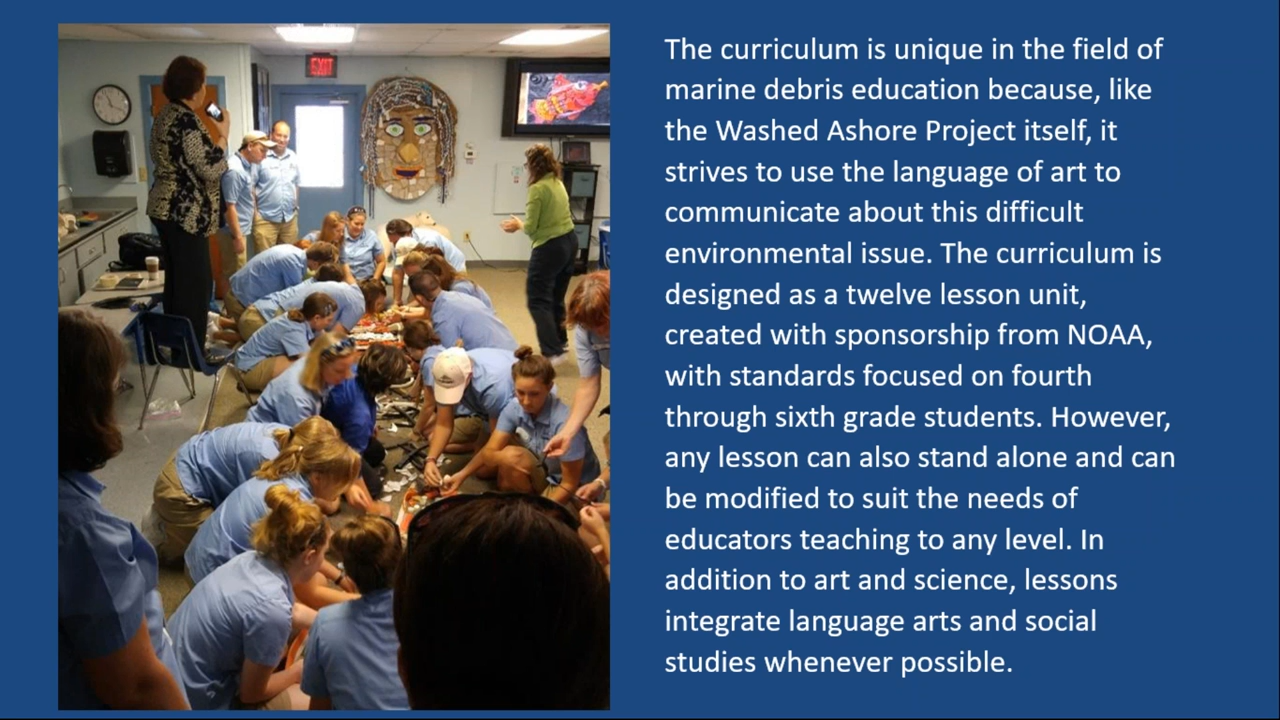 EXIT
The curriculum is unique in the field of
marine debris education because, like
the Washed Ashore Project itself, it
strives to use the language of art to
communicate about this difficult
environmental issue. The curriculum is
designed as a twelve lesson unit,
created with sponsorship from NOAA,
with standards focused on fourth
through sixth grade students. However,
any lesson can also stand alone and can
be modified to suit the needs of
educators teaching to any level. In
addition to art and science, lessons
integrate language arts and social
studies whenever possible.